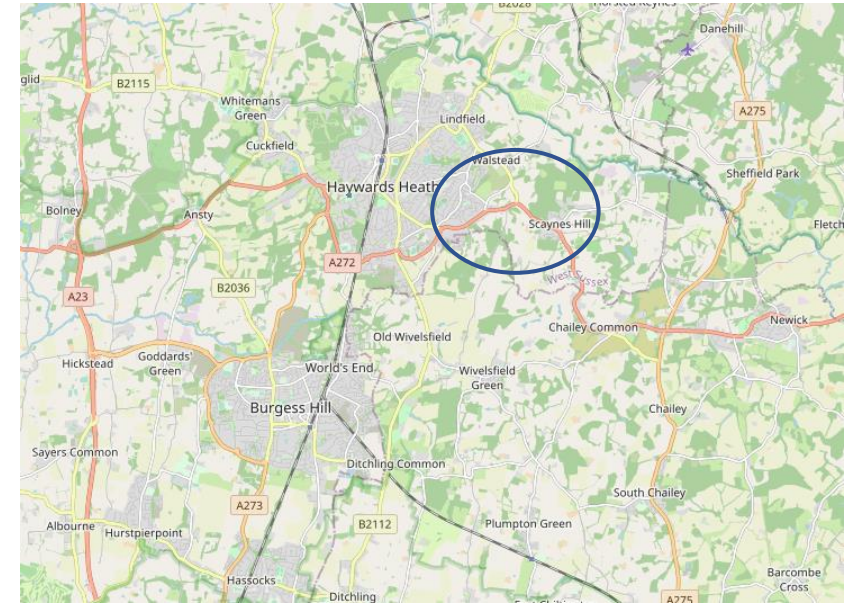 B2028
Horsted Keynes
Danehill
glid
B2115
A275
Whitemans
Green
Lindfield
Cuckfield
Walstead
Sheffield Park
Haywards Heath
Bolney
Ansty
Scaynes Hill
Fletch
A272
West Sussex
B2036
A23
Chailey Common
Newick
Old Wivelsfield
Hickstead
Goddards'
Green
World's End
Wivelsfield
Green
Burgess Hill
Chailey
Sayers Common
Ditchling Common
South Chailey
A273
Albourne
Hurstpierpoint
B2112
Plumpton Green
Hassocks
Barcombe
Cross
Ditchling
A275